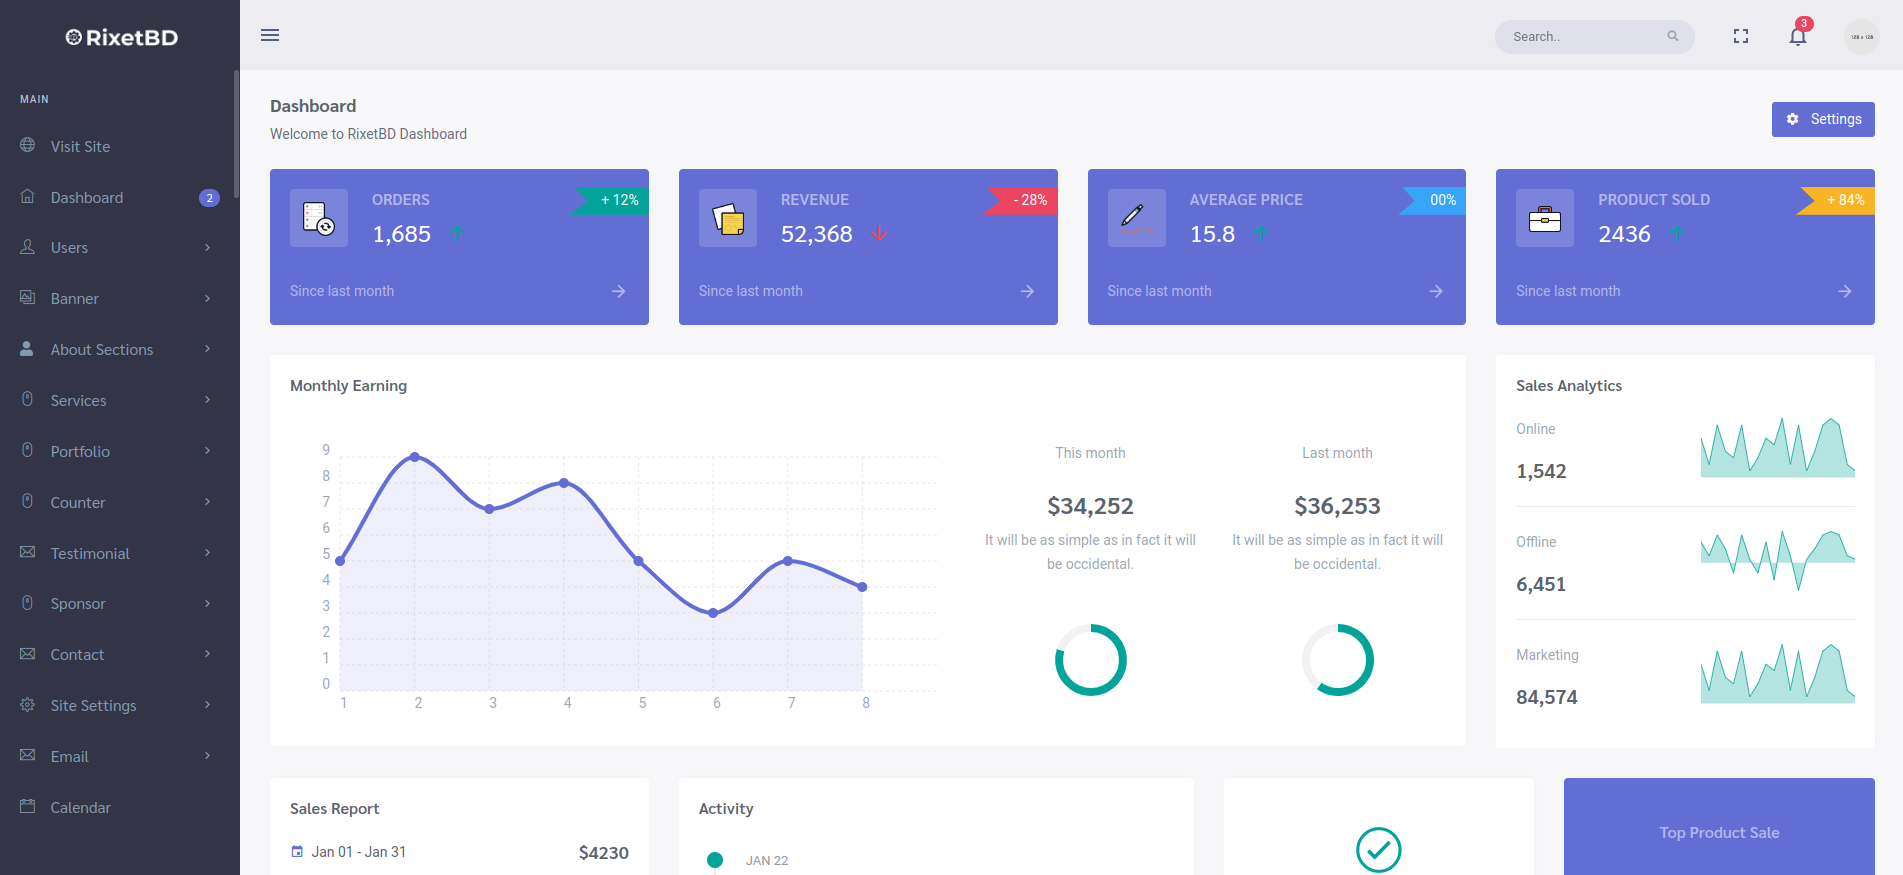 RixetBD
Search..
3
128 x 128
MAIN
Visit Site
Dashboard 2
Users
Banner
About Sections
Services
Portfolio
Counter
Testimonial
Sponsor
Contact
Site Settings
Email
Calendar
Dashboard
Welcome to RixetBD Dashboard
Settings
ORDERS
+ 12%
1,685
Since last month
REVENUE
- 28%
52,368
Since last month
AVERAGE PRICE
00%
15.8
Since last month
PRODUCT SOLD
+ 84%
2436
Since last month
Monthly Earning
9
8
7
6
5
4
3
2
1
0
1 2 3 4 5 6 7 8
This month
$34,252
It will be as simple as in fact it will
be occidental.
Last month
$36,253
It will be as simple as in fact it will
be occidental.
Sales Analytics
Online
1,542
Offline
6,451
Marketing
84,574
Sales Report
Jan 01 - Jan 31 $4230
Activity
JAN 22
Top Product Sale